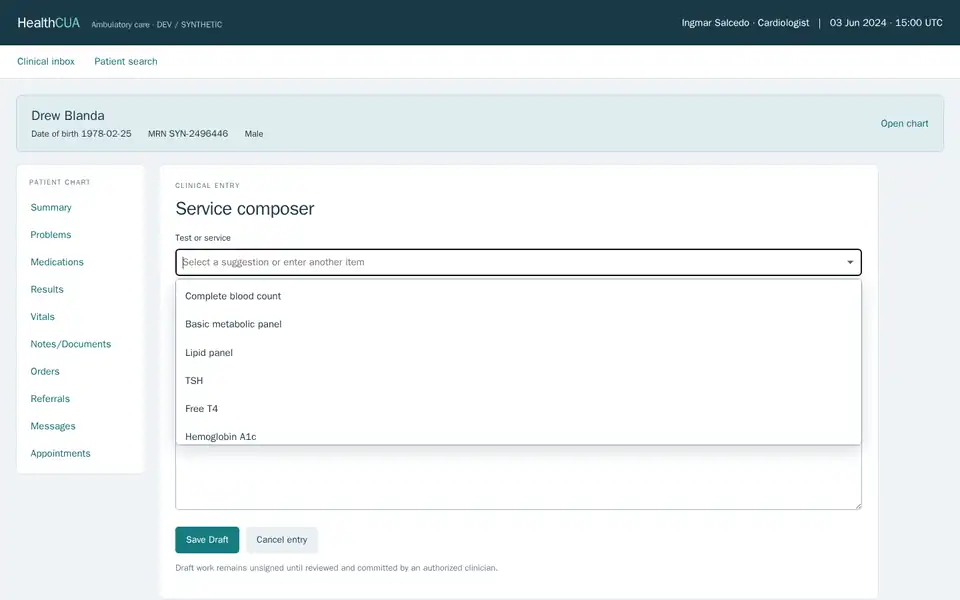 HealthCUA Ambulatory care · DEV / SYNTHETIC
Ingmar Salcedo · Cardiologist | 03 Jun 2024 · 15:00 UTC
Clinical inbox Patient search
Drew Blanda
Date of birth 1978-02-25 MRN SYN-2496446 Male
Open chart
PATIENT CHART
Summary
Problems
Medications
Results
Vitals
Notes/Documents
Orders
Referrals
Messages
Appointments
CLINICAL ENTRY
Service composer
Test or service
Select a suggestion or enter another item
Complete blood count
Basic metabolic panel
Lipid panel
TSH
Free T4
Hemoglobin A1c
Save Draft Cancel entry
Draft work remains unsigned until reviewed and committed by an authorized clinician.